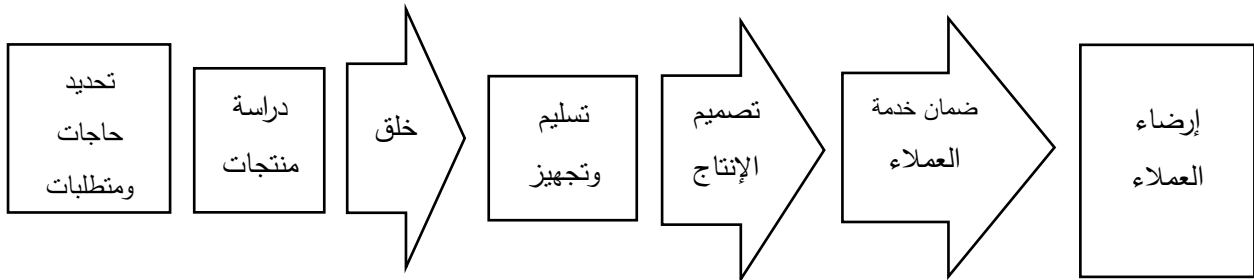 تحديد
حاجات
ومتطلبات
دراسة
منتجات
خلق
تسليم
وتجهيز
تصميم
الإنتاج
ضمان خدمة
العملاء
إرضاء
العملاء